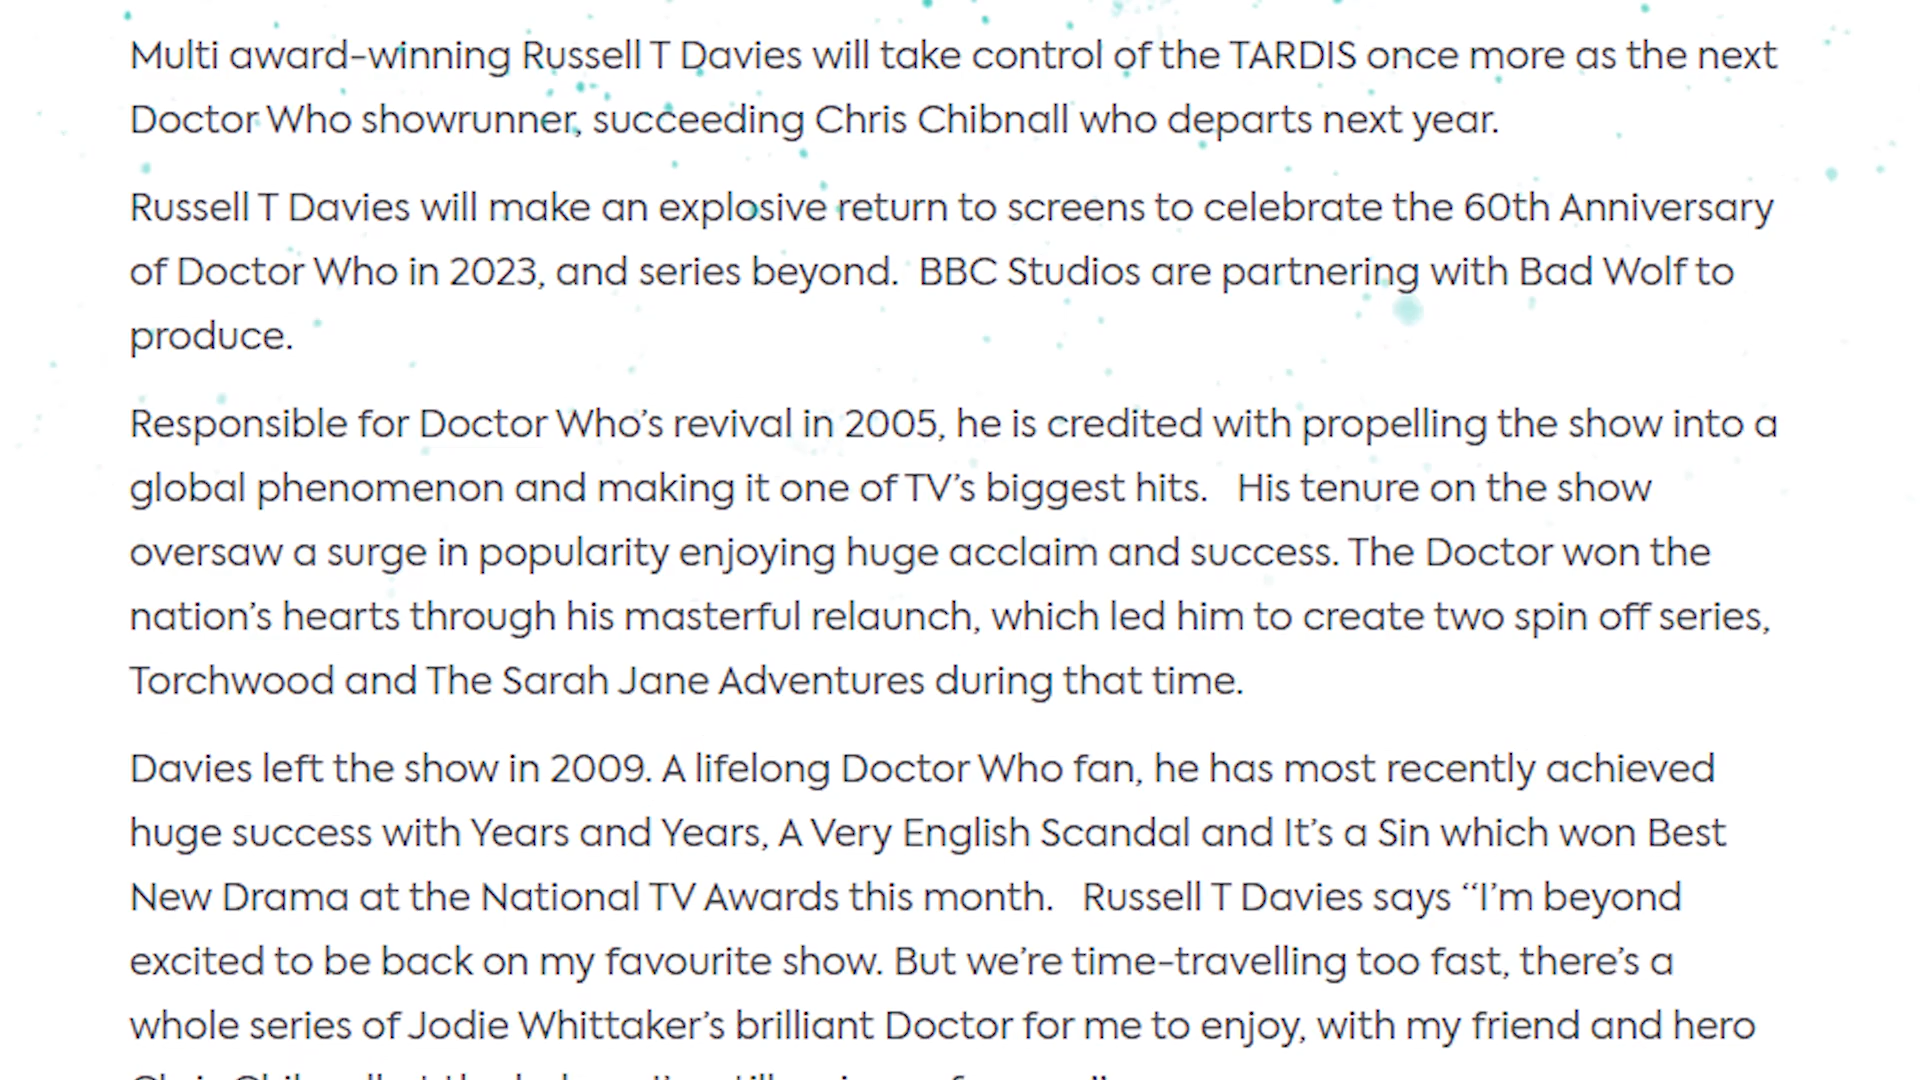 Multi award-winning Russell T Davies will take control of the TARDIS once more as the next
Doctor Who showrunner, succeeding Chris Chibnall who departs next year.
Russell T Davies will make an explosive return to screens to celebrate the 60th Anniversary
of Doctor Who in 2023, and series beyond.  BBC Studios are partnering with Bad Wolf to
produce.
Responsible for Doctor Who’s revival in 2005, he is credited with propelling the show into a
global phenomenon and making it one of TV’s biggest hits.   His tenure on the show
oversaw a surge in popularity enjoying huge acclaim and success. The Doctor won the
nation’s hearts through his masterful relaunch, which led him to create two spin off series,
Torchwood and The Sarah Jane Adventures during that time.
Davies left the show in 2009. A lifelong Doctor Who fan, he has most recently achieved
huge success with Years and Years, A Very English Scandal and It’s a Sin which won Best
New Drama at the National TV Awards this month.   Russell T Davies says “I’m beyond
excited to be back on my favourite show. But we’re time-travelling too fast, there’s a
whole series of Jodie Whittaker’s brilliant Doctor for me to enjoy, with my friend and hero